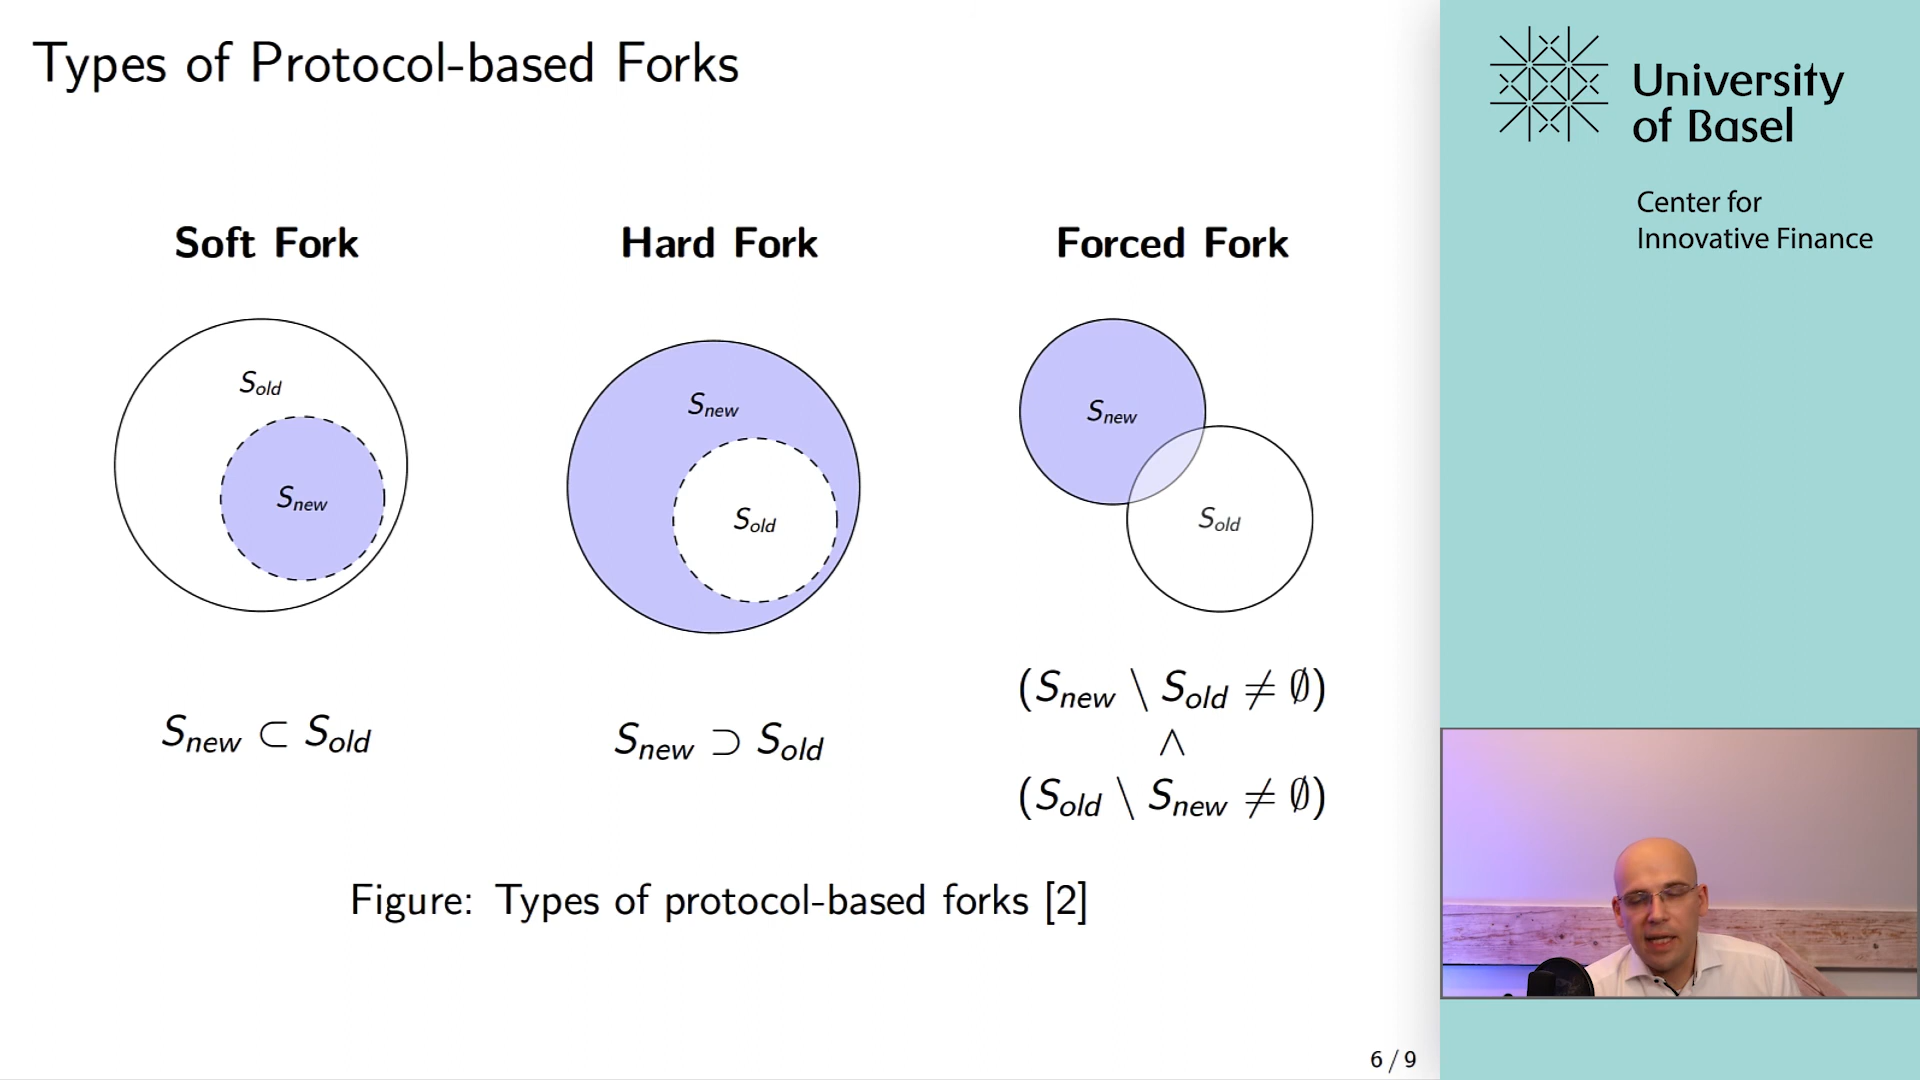 Types of Protocol-based Forks
Soft Fork
Hard Fork
Forced Fork
S_old
S_new
S_new
S_old
S_new
S_old
S_new ⊂ S_old
S_new ⊃ S_old
(S_new \ S_old ≠ ∅)
∧
(S_old \ S_new ≠ ∅)
Figure: Types of protocol-based forks [2]
6 / 9
University
of Basel
Center for
Innovative Finance